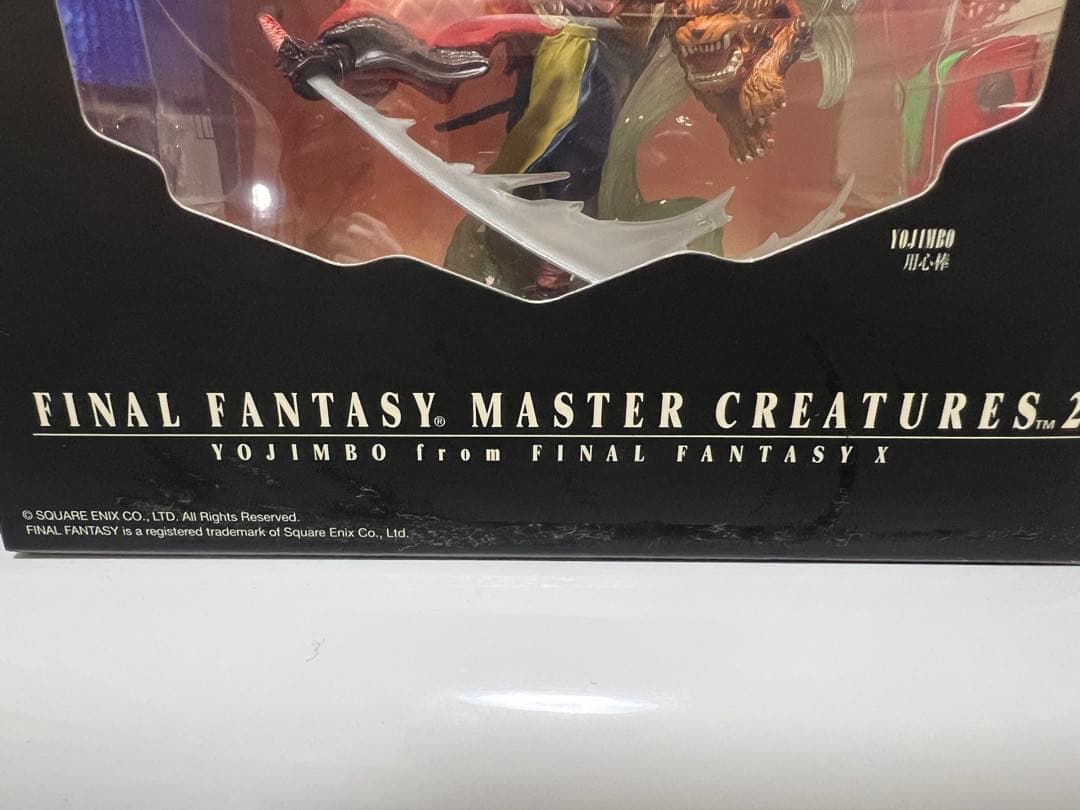 YOJIMBO
用心棒
FINAL FANTASY® MASTER CREATURES™ 2
YOJIMBO from FINAL FANTASY X
© SQUARE ENIX CO., LTD. All Rights Reserved.
FINAL FANTASY is a registered trademark of Square Enix Co., Ltd.